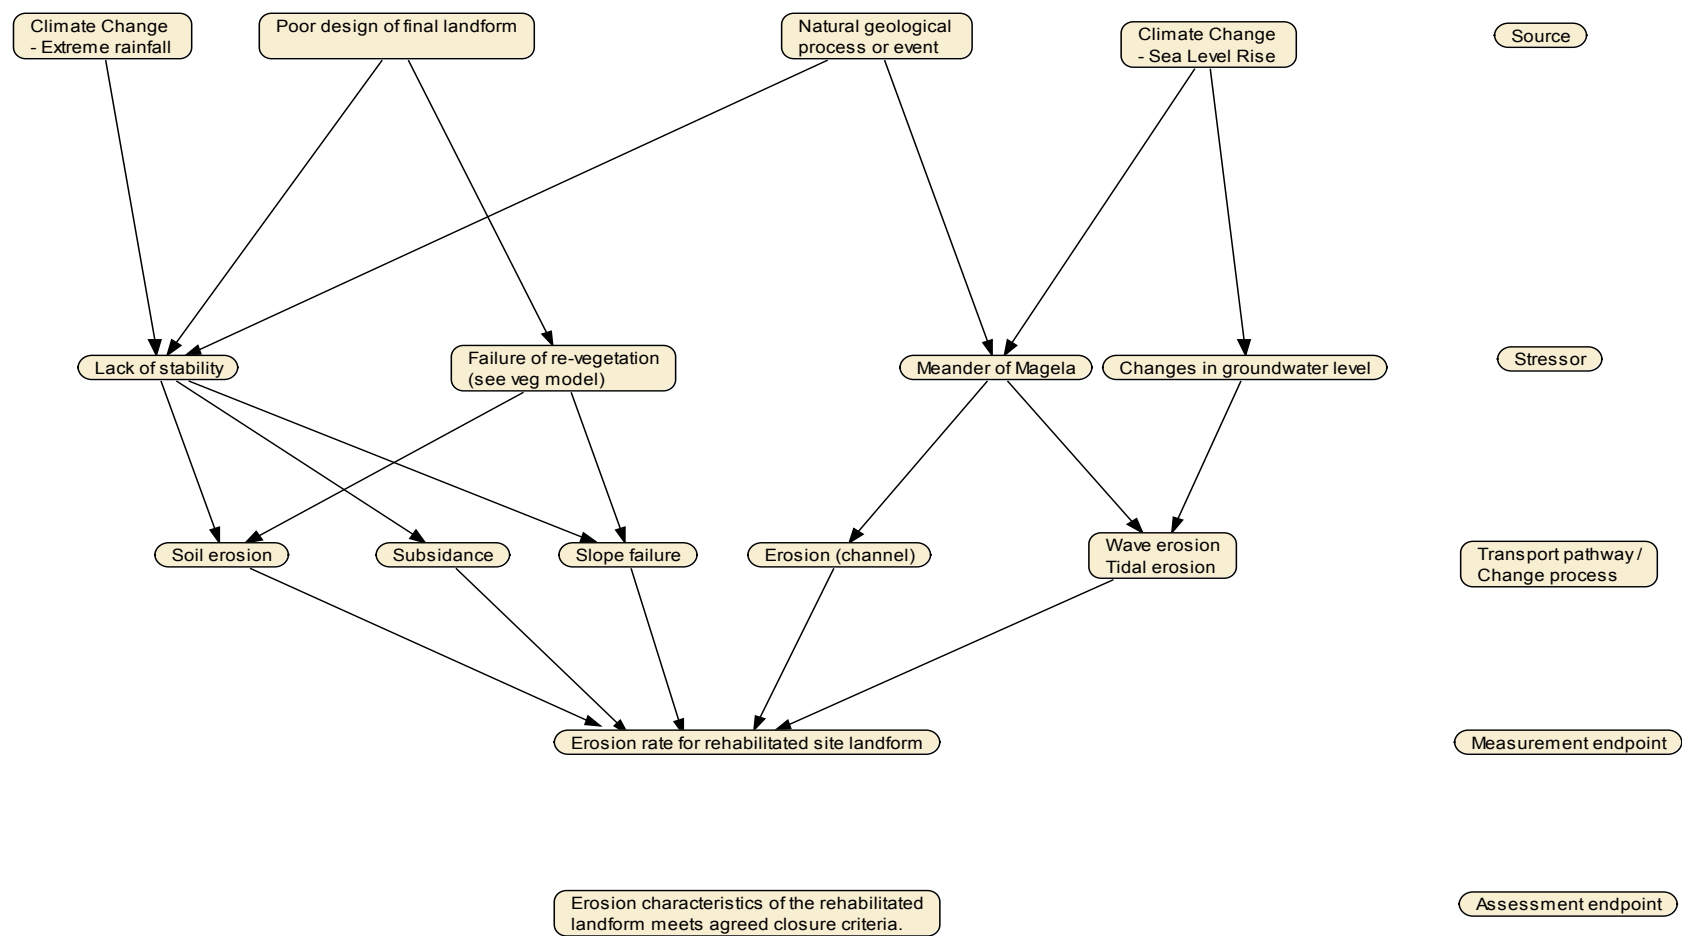 Climate Change
- Extreme rainfall
Poor design of final landform
Natural geological
process or event
Climate Change
- Sea Level Rise
Source
Lack of stability
Failure of re-vegetation
(see veg model)
Meander of Magela
Changes in groundwater level
Stressor
Soil erosion
Subsidance
Slope failure
Erosion (channel)
Wave erosion
Tidal erosion
Transport pathway /
Change process
Erosion rate for rehabilitated site landform
Measurement endpoint
Erosion characteristics of the rehabilitated
landform meets agreed closure criteria.
Assessment endpoint